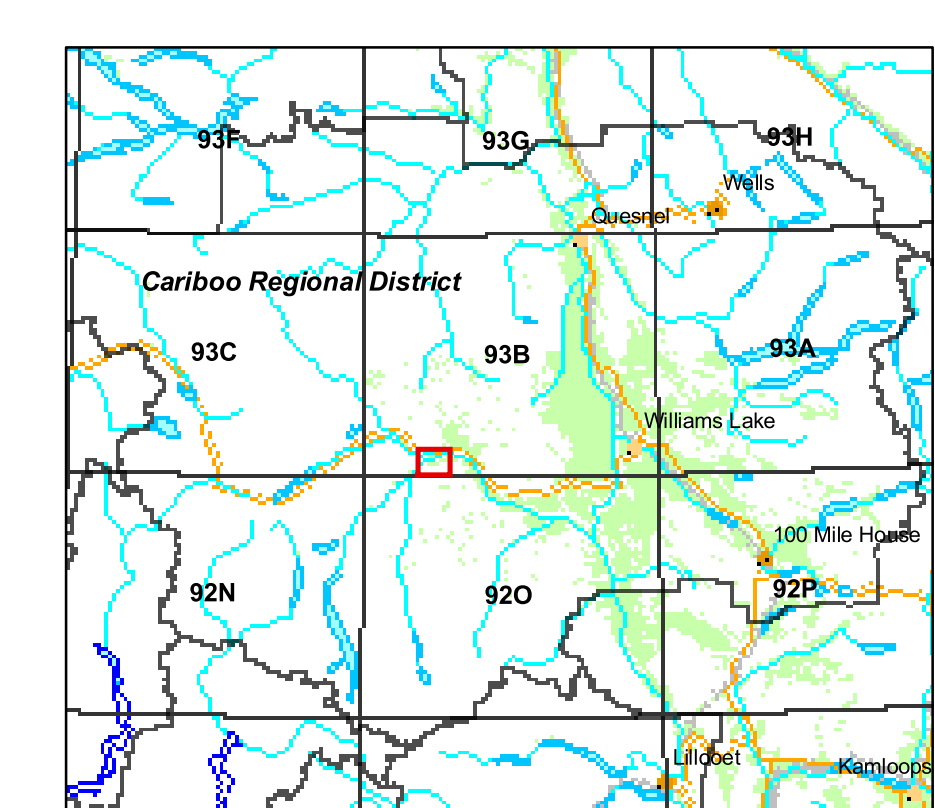 93F
93G
93H
Wells
Quesnel
Cariboo Regional District
93C
93B
93A
Williams Lake
100 Mile House
92N
92O
92P
Lillooet
Kamloops